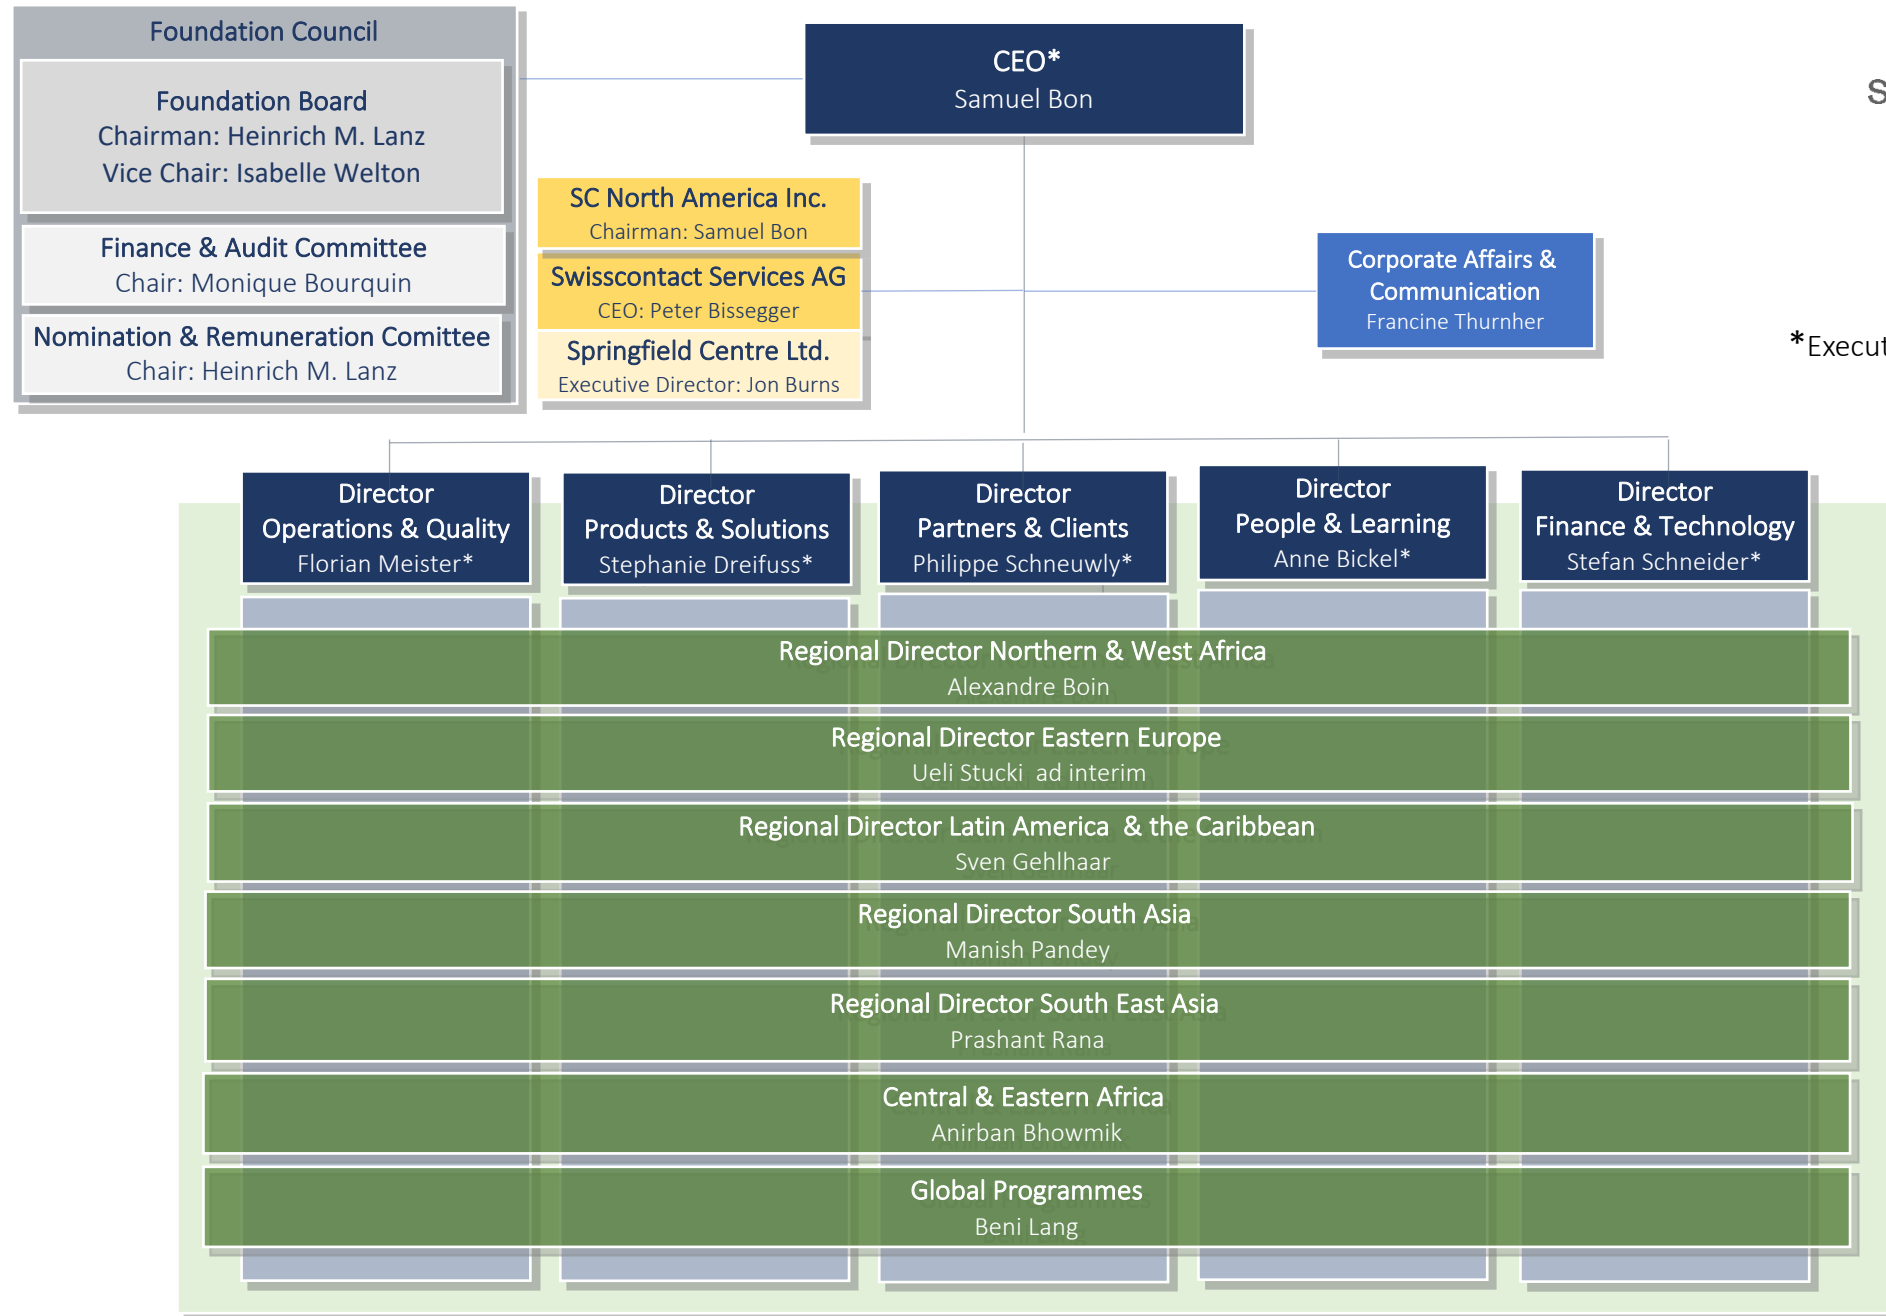 Foundation Council
Foundation Board
Chairman: Heinrich M. Lanz
Vice Chair: Isabelle Welton
Finance & Audit Committee
Chair: Monique Bourquin
Nomination & Remuneration Comittee
Chair: Heinrich M. Lanz
CEO*
Samuel Bon
S
SC North America Inc.
Chairman: Samuel Bon
Swisscontact Services AG
CEO: Peter Bissegger
Springfield Centre Ltd.
Executive Director: Jon Burns
Corporate Affairs &
Communication
Francine Thurnher
*Execut
Director
Operations & Quality
Florian Meister*
Director
Products & Solutions
Stephanie Dreifuss*
Director
Partners & Clients
Philippe Schneuwly*
Director
People & Learning
Anne Bickel*
Director
Finance & Technology
Stefan Schneider*
Regional Director Northern & West Africa
Alexandre Boin
Regional Director Eastern Europe
Ueli Stucki  ad interim
Regional Director Latin America  & the Caribbean
Sven Gehlhaar
Regional Director South Asia
Manish Pandey
Regional Director South East Asia
Prashant Rana
Central & Eastern Africa
Anirban Bhowmik
Global Programmes
Beni Lang